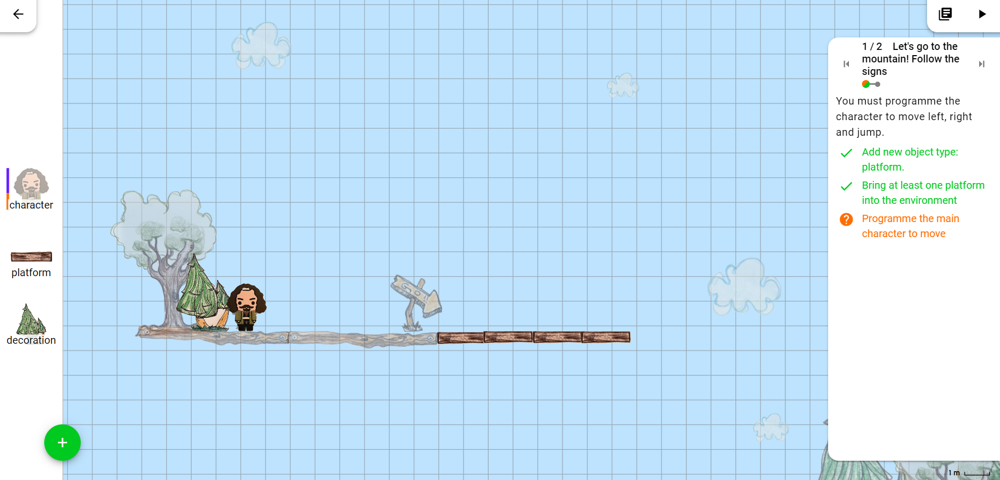 character
platform
decoration
GO
1 / 2 Let's go to the
mountain! Follow the
signs
You must programme the
character to move left, right
and jump.
Add new object type:
platform.
Bring at least one platform
into the environment
Programme the main
character to move
1 m